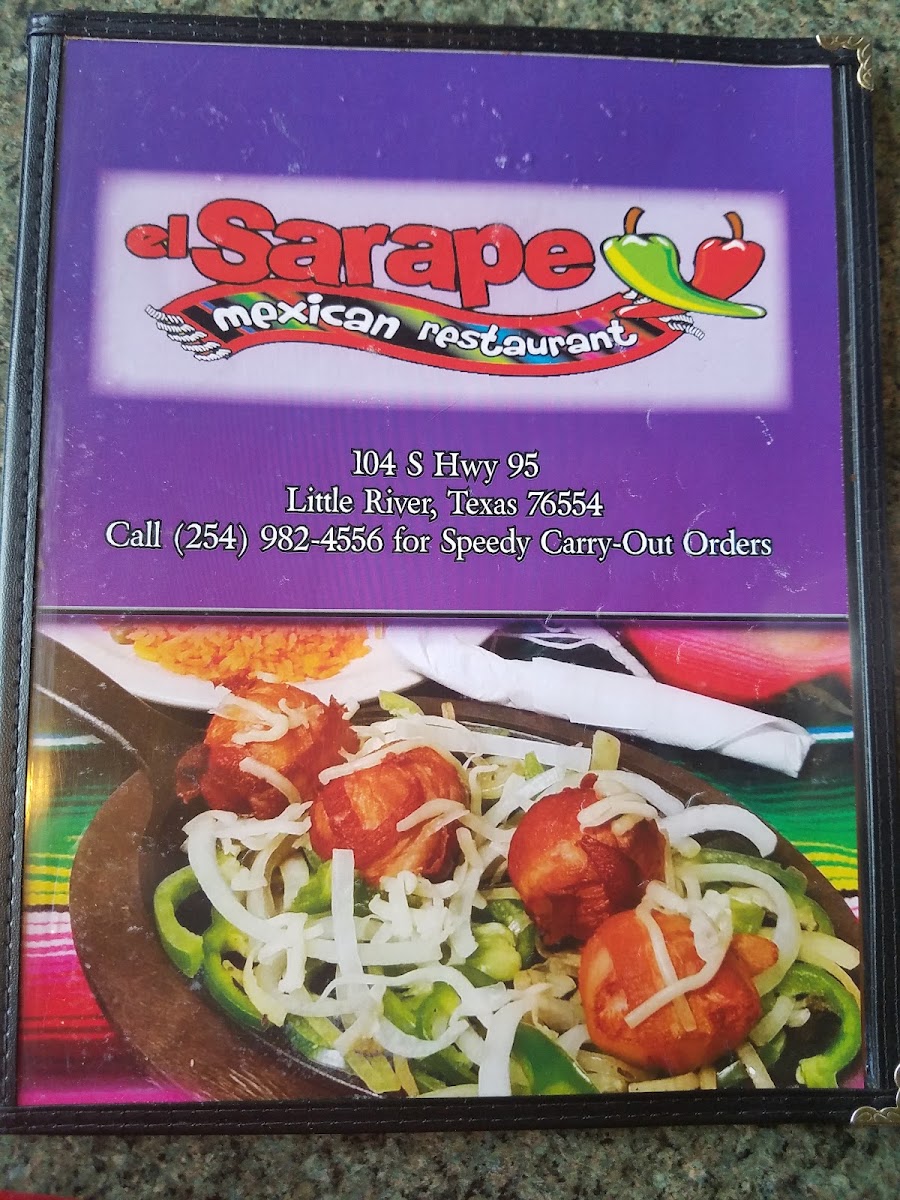 el Sarape
mexican restaurant
104 S Hwy 95
Little River, Texas 76554
Call (254) 982-4556 for Speedy Carry-Out Orders